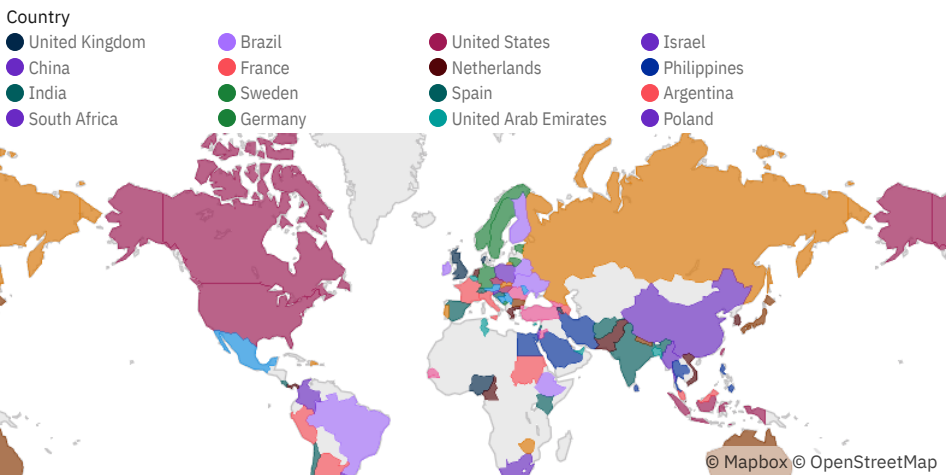 Country
United Kingdom Brazil United States Israel
China France Netherlands Philippines
India Sweden Spain Argentina
South Africa Germany United Arab Emirates Poland
© Mapbox © OpenStreetMap